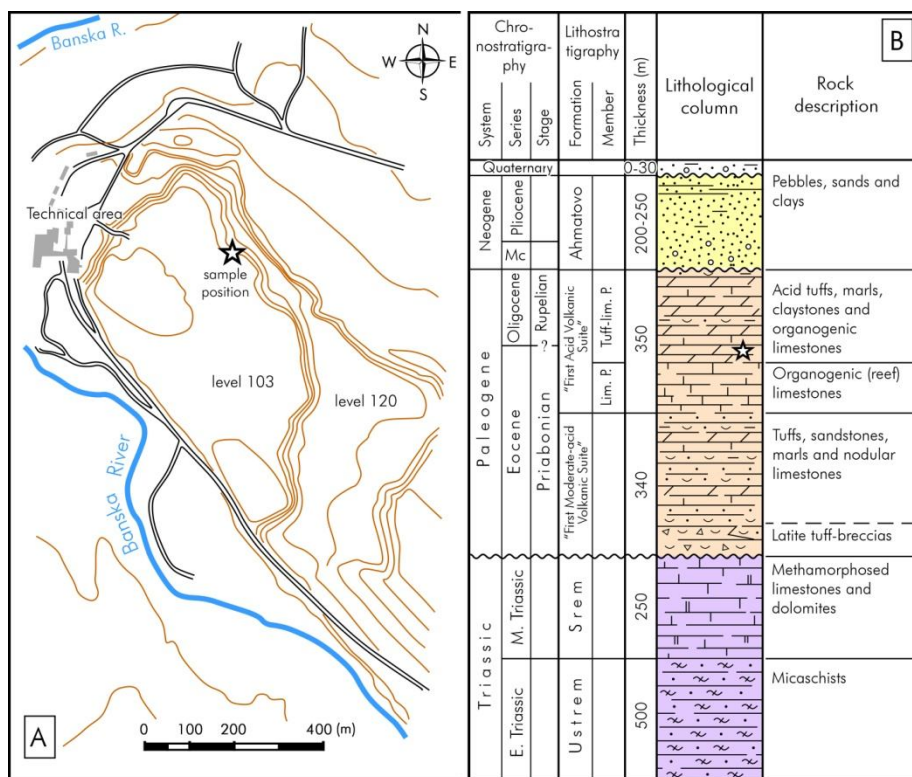 Banska R.
N
W E
S
Technical area
sample
position
level 103
level 120
Banska River
0 100 200 400 (m)
A
B
Chro-
nostratigra-
phy
Lithostra
tigraphy
Thickness (m)
Lithological
column
Rock
description
System
Series
Stage
Formation
Member
Quaternary
0-30
Neogene
Pliocene
Mc
Ahmatovo
200-250
Pebbles, sands and
clays
Paleogene
Oligocene
Rupelian
-?-
Eocene
Priabonian
"First Acid Volcanic
Suite"
Tuff-lim. P.
Lim. P.
350
Acid tuffs, marls,
claystones and
organogenic
limestones
Organogenic (reef)
limestones
"First Moderate-acid
Volcanic Suite"
340
Tuffs, sandstones,
marls and nodular
limestones
Latite tuff-breccias
Triassic
M. Triassic
Srem
250
Methamorphosed
limestones and
dolomites
E. Triassic
Ustrem
500
Micaschists